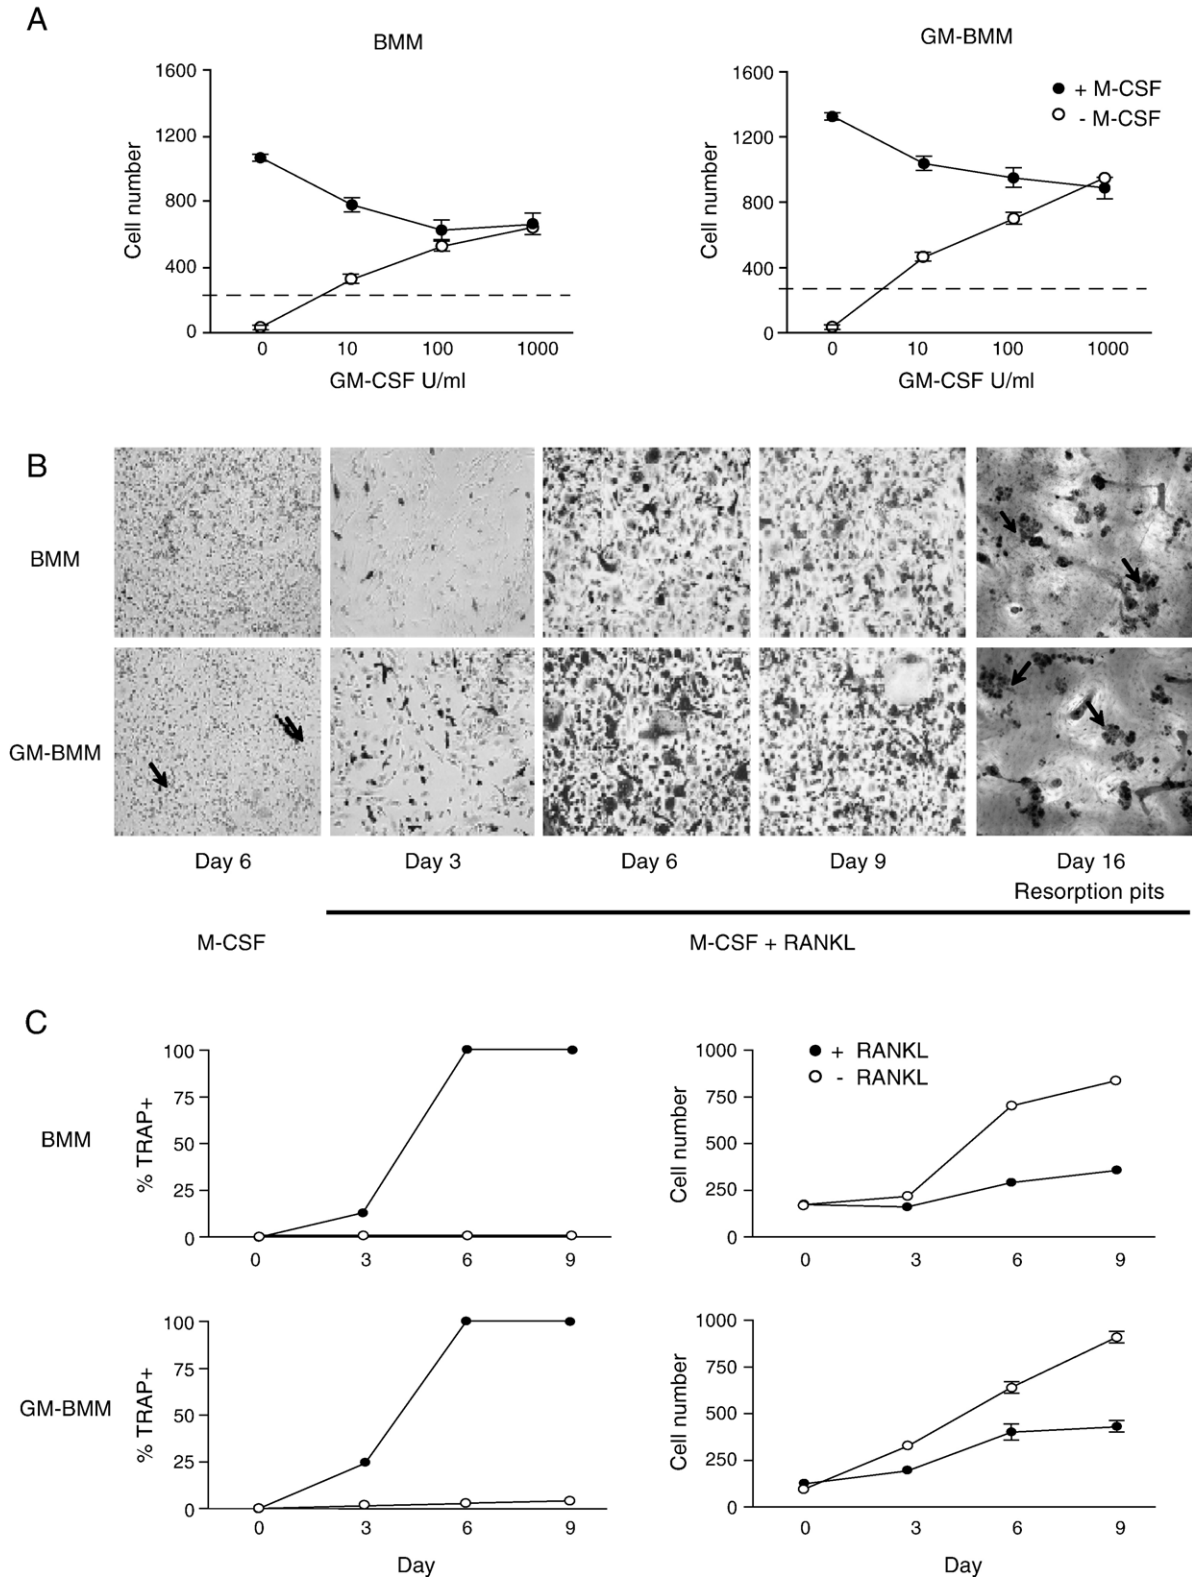 A
BMM
GM-BMM
1600
1200
800
400
0
Cell number
0 10 100 1000
GM-CSF U/ml
1600
1200
800
400
0
Cell number
+ M-CSF
- M-CSF
0 10 100 1000
GM-CSF U/ml
B
BMM
GM-BMM
Day 6 Day 3 Day 6 Day 9 Day 16
Resorption pits
M-CSF M-CSF + RANKL
C
BMM
100
75
50
25
0
% TRAP+
0 3 6 9
1000
750
500
250
0
Cell number
+ RANKL
- RANKL
0 3 6 9
GM-BMM
100
75
50
25
0
% TRAP+
0 3 6 9
Day
1000
750
500
250
0
Cell number
0 3 6 9
Day